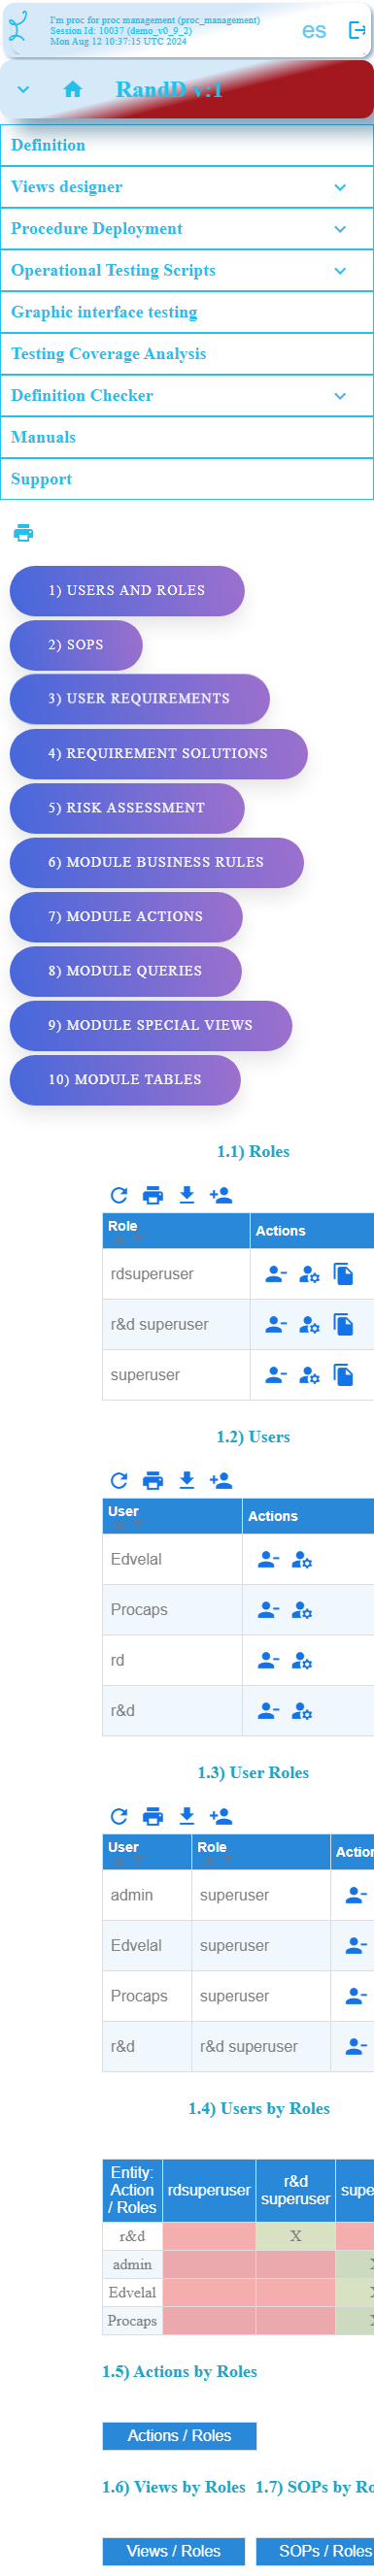 I'm proc for proc management (proc_management)
Session Id: 10037 (demo_v0_9_2)
Mon Aug 12 10:37:15 UTC 2024
es
RandD v:1
Definition
Views designer
Procedure Deployment
Operational Testing Scripts
Graphic interface testing
Testing Coverage Analysis
Definition Checker
Manuals
Support
1) USERS AND ROLES
2) SOPS
3) USER REQUIREMENTS
4) REQUIREMENT SOLUTIONS
5) RISK ASSESSMENT
6) MODULE BUSINESS RULES
7) MODULE ACTIONS
8) MODULE QUERIES
9) MODULE SPECIAL VIEWS
10) MODULE TABLES
1.1) Roles
Role Actions
rdsuperuser
r&d superuser
superuser
1.2) Users
User Actions
Edvelal
Procaps
rd
r&d
1.3) User Roles
User Role Action
admin superuser
Edvelal superuser
Procaps superuser
r&d r&d superuser
1.4) Users by Roles
Entity:
Action
/ Roles
rdsuperuser
r&d
superuser
supe
r&d X
admin
Edvelal
Procaps
1.5) Actions by Roles
Actions / Roles
1.6) Views by Roles 1.7) SOPs by Ro
Views / Roles SOPs / Roles